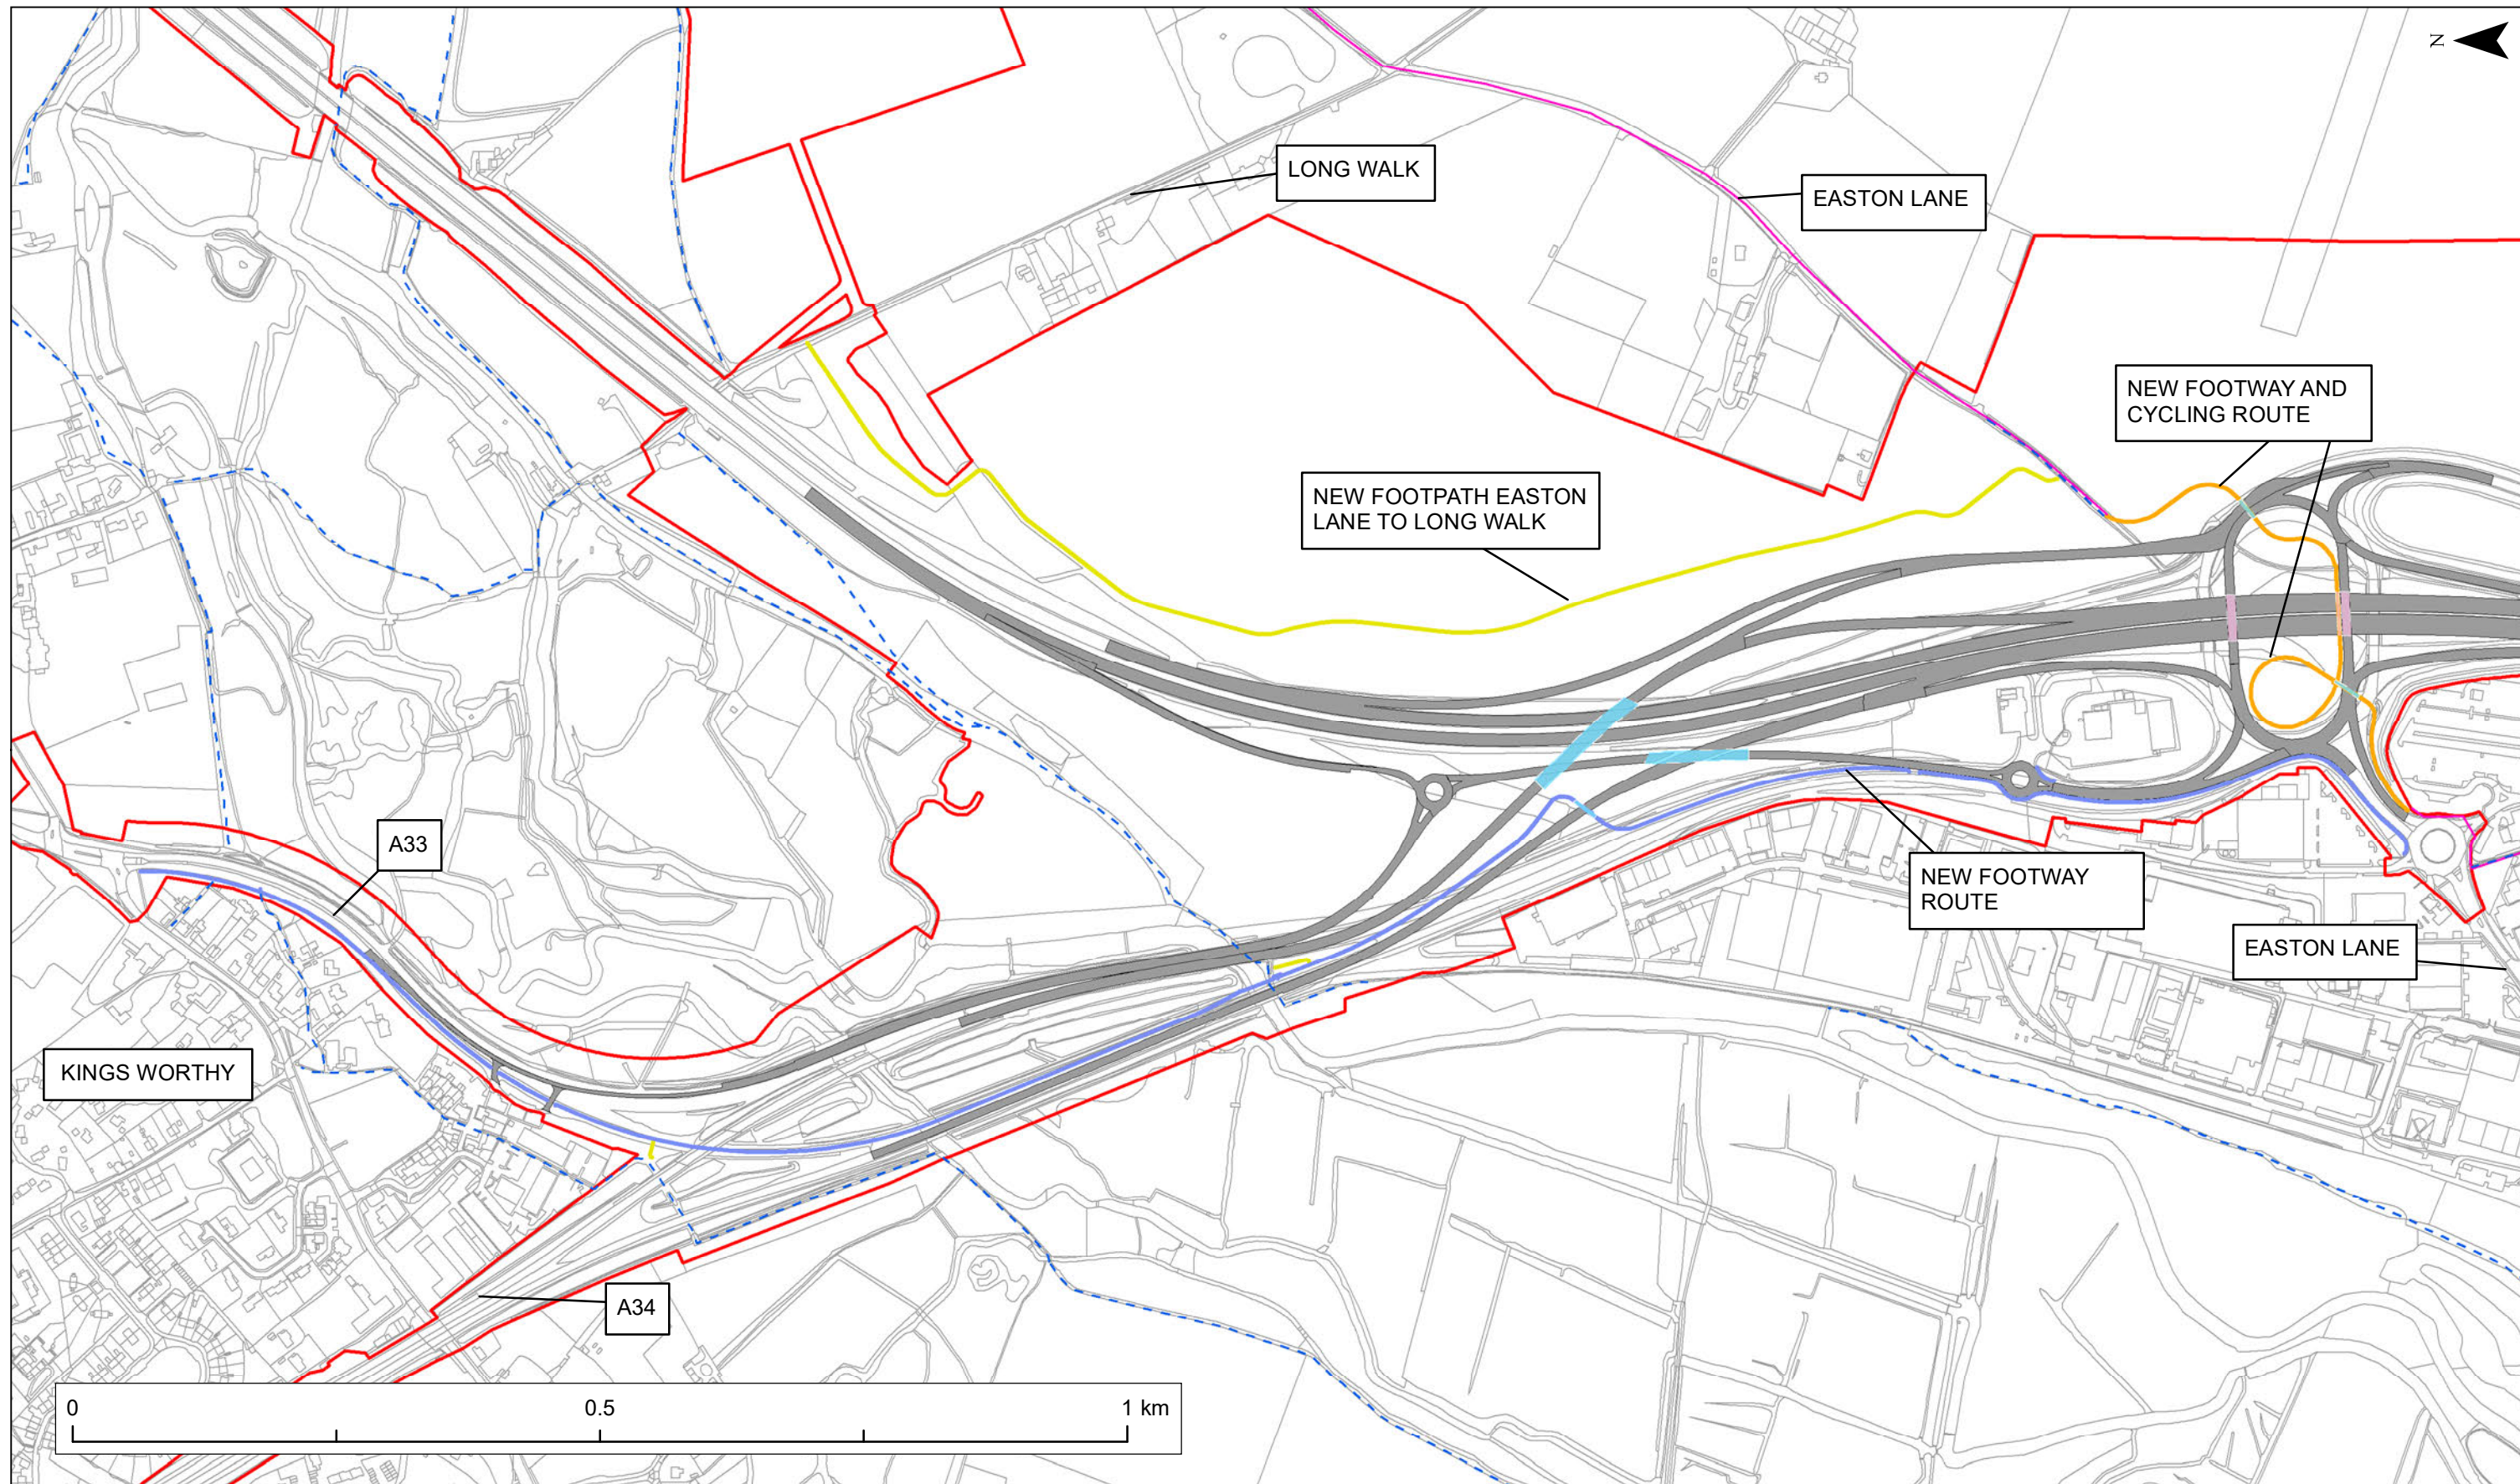 N
LONG WALK
EASTON LANE
NEW FOOTWAY AND
CYCLING ROUTE
NEW FOOTPATH EASTON
LANE TO LONG WALK
A33
NEW FOOTWAY
ROUTE
EASTON LANE
KINGS WORTHY
A34
0 0.5 1 km